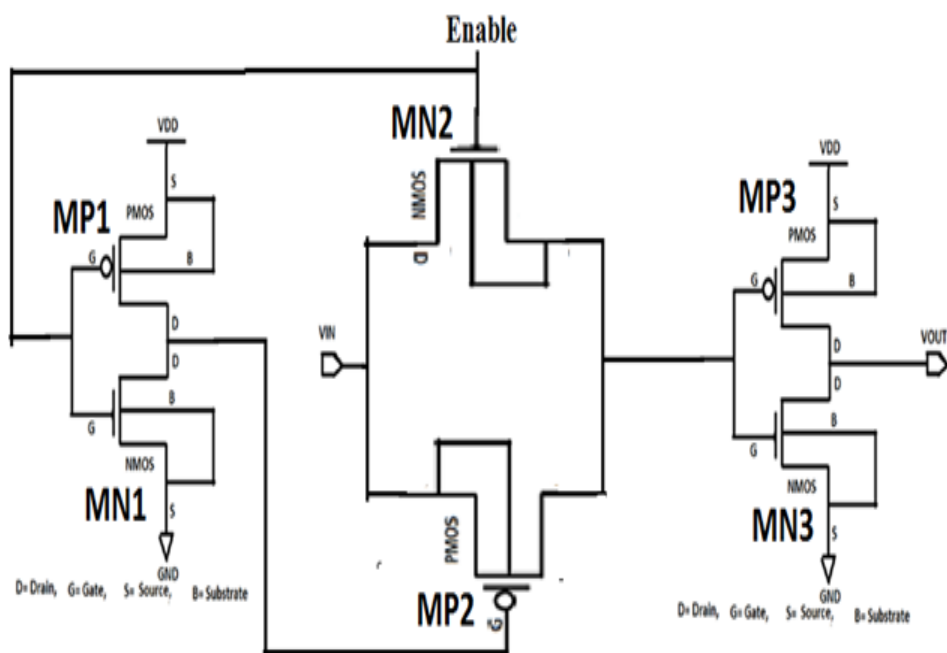 Enable
MN2
NMOS
D
VDD
S
MP1
PMOS
G
B
D
D
B
G
NMOS
MN1
S
GND
D= Drain, G= Gate, S= Source, B= Substrate
VIN
PMOS
MP2
G
VDD
S
MP3
PMOS
G
B
D
VOUT
D
B
G
NMOS
MN3
S
GND
D= Drain, G= Gate, S= Source, B= Substrate